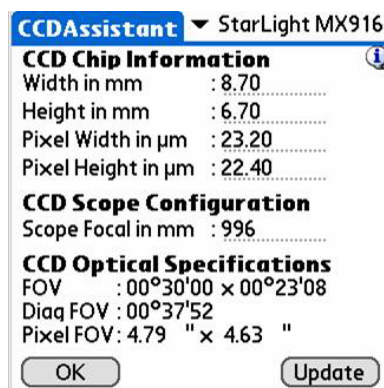 CCDAssistant ▼ StarLight MX916
CCD Chip Information
Width in mm : 8.70
Height in mm : 6.70
Pixel Width in µm : 23.20
Pixel Height in µm : 22.40
CCD Scope Configuration
Scope Focal in mm : 996
CCD Optical Specifications
FOV : 00°30'00 x 00°23'08
Diag FOV : 00°37'52
Pixel FOV : 4.79 " x 4.63 "
OK Update